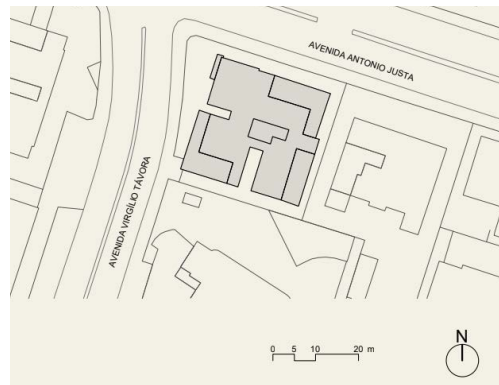 AVENIDA ANTONIO JUSTA
AVENIDA VIRGÍLIO TÁVORA
0 5 10 20 m
N